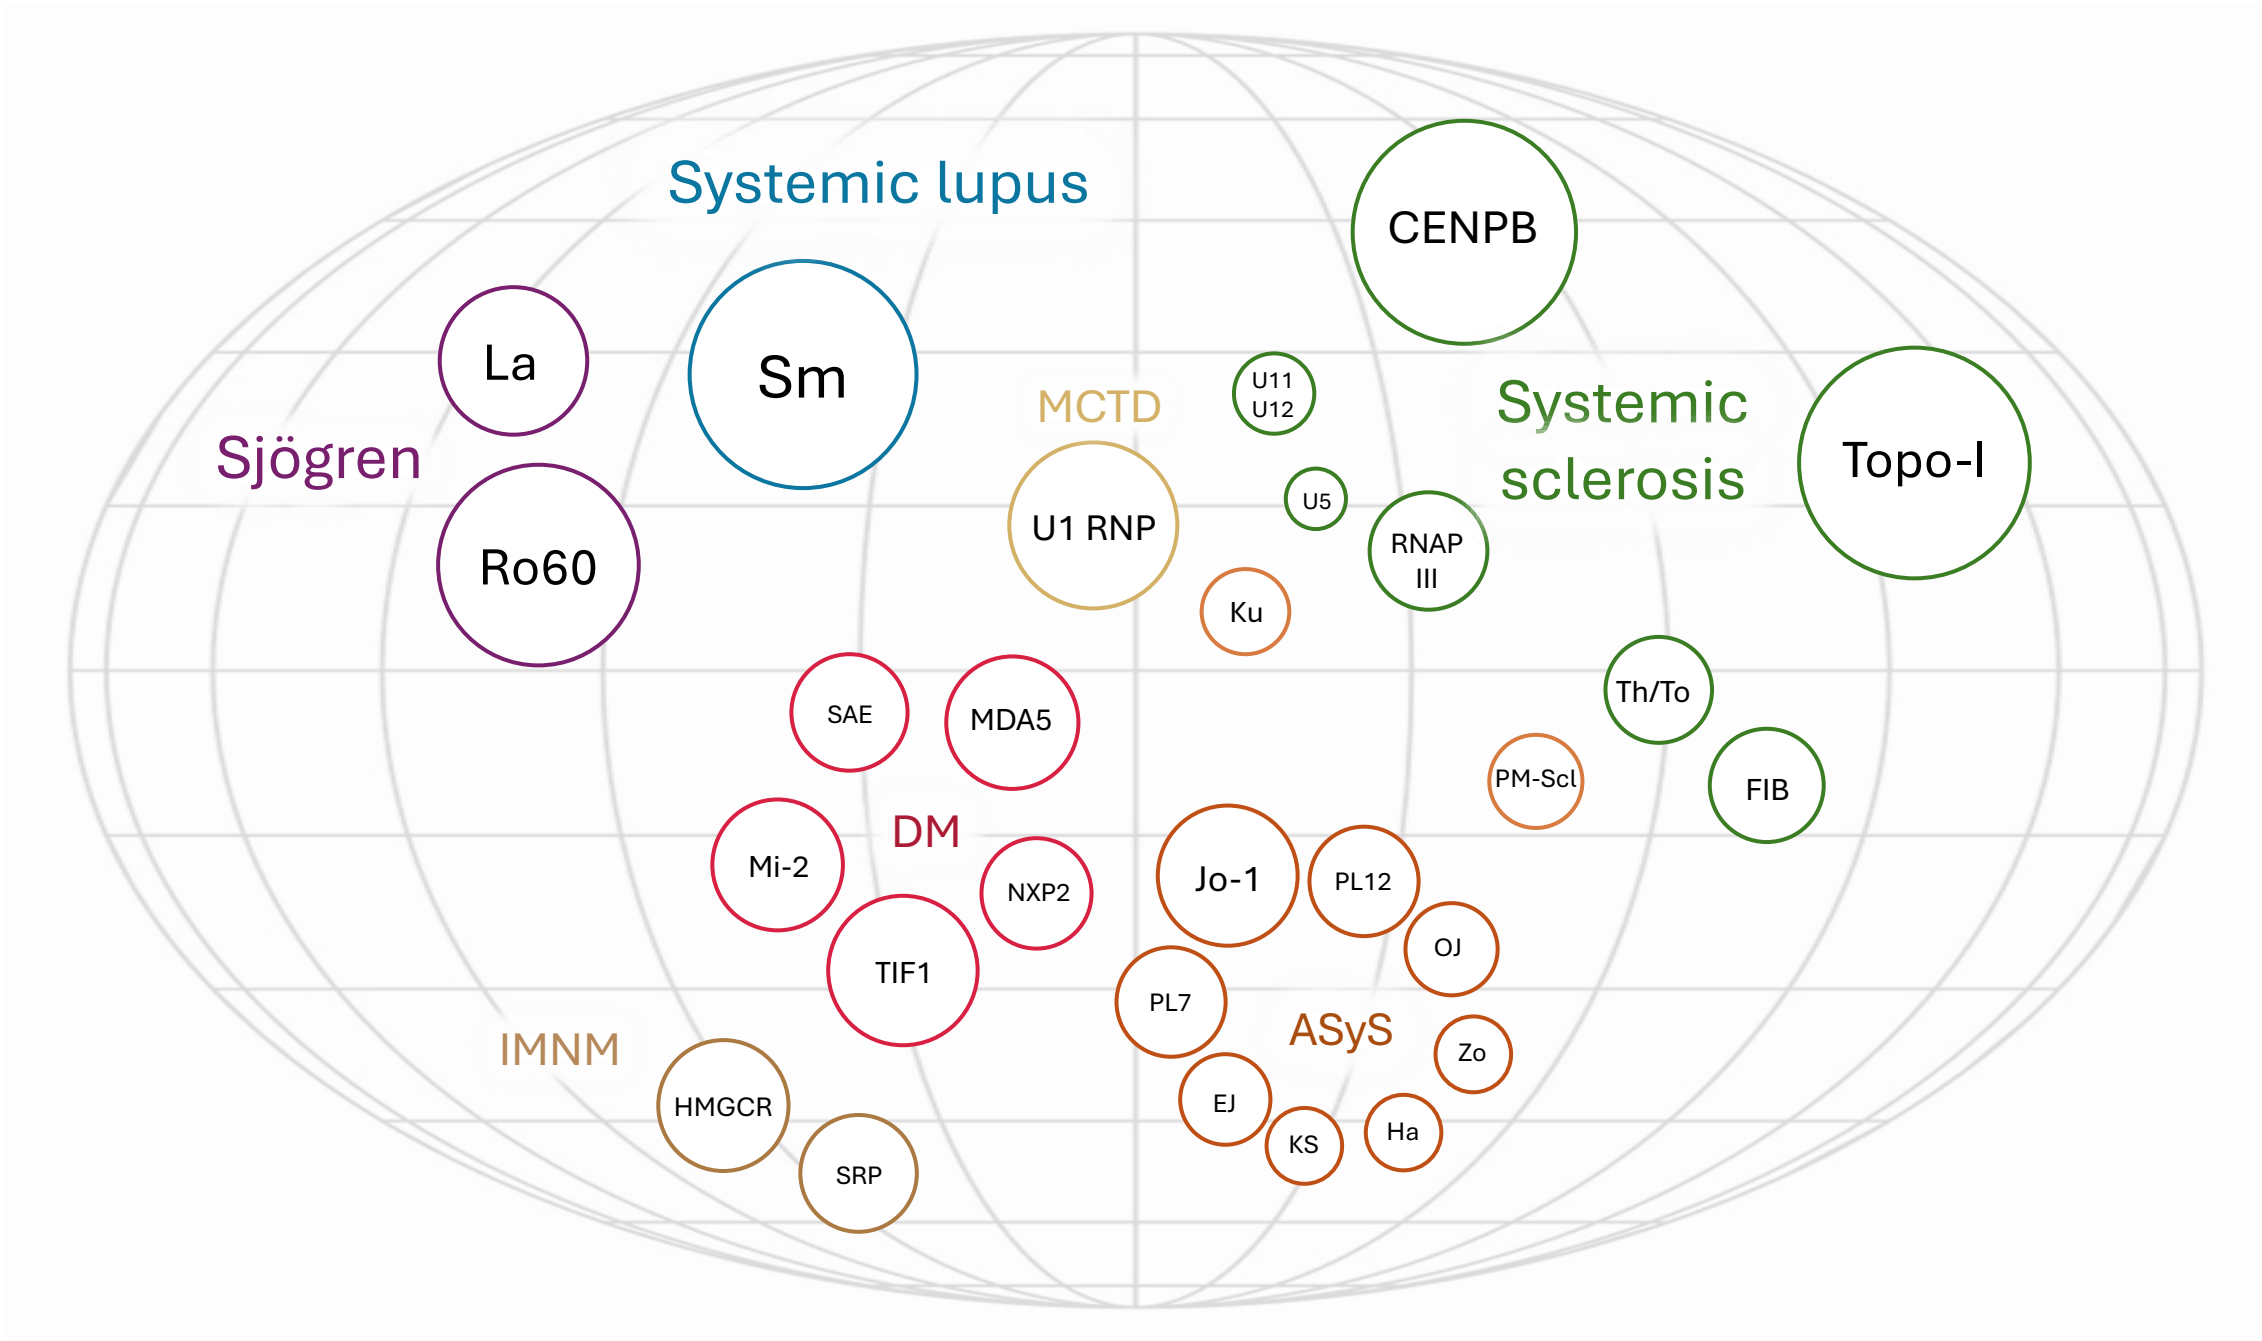 Systemic lupus
CENPB
La
Sm
U11
U12
MCTD
Systemic
sclerosis
Topo-I
Sjögren
U5
U1 RNP
RNAP
III
Ro60
Ku
SAE
MDA5
Th/To
PM-Scl
FIB
DM
Mi-2
NXP2
Jo-1
PL12
OJ
TIF1
PL7
ASyS
IMNM
Zo
HMGCR
EJ
KS
Ha
SRP